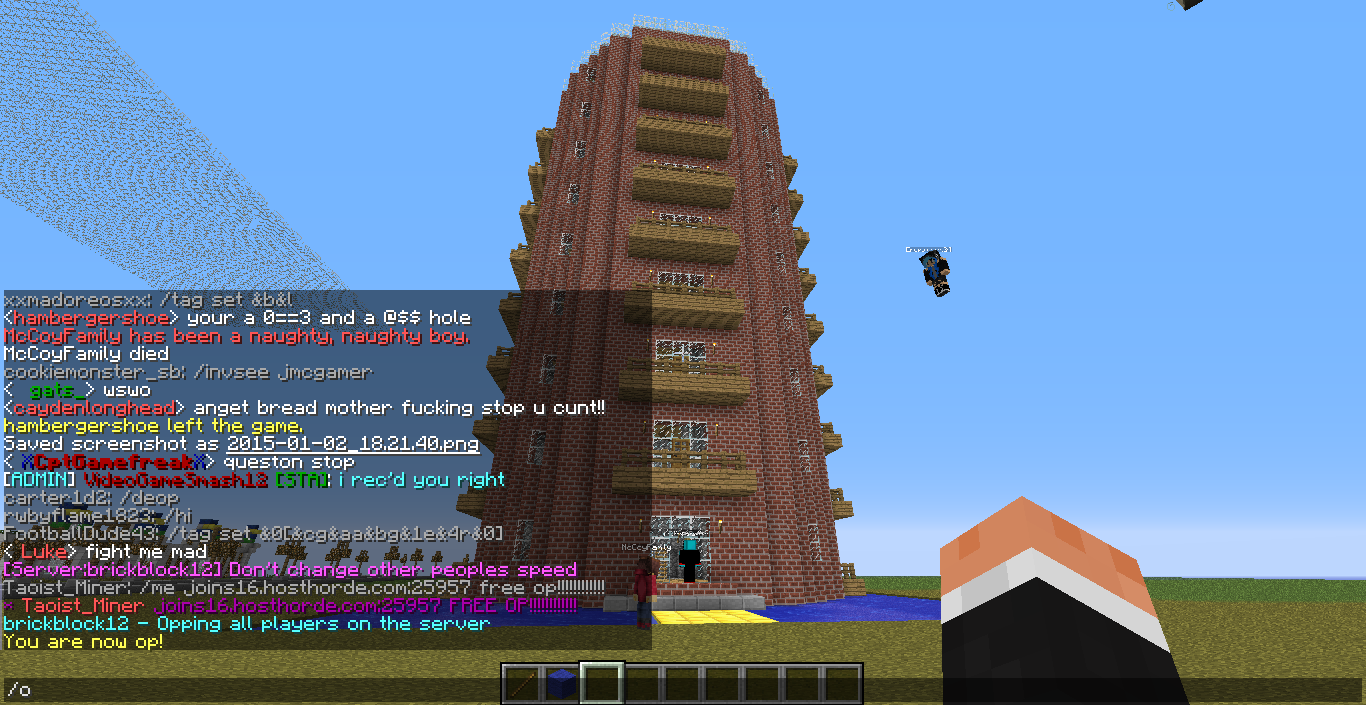 xxmadoreosxx: /tag set &b&l
<hambergershoe> your a 0==3 and a @$$ hole
McCoyFamily has been a naughty, naughty boy.
McCoyFamily died
cookiemonster_sb: /invsee jmcgamer
< gats_> wswo
<caydenlonghead> anget bread mother fucking stop u cunt!!
hambergershoe left the game.
Saved screenshot as 2015-01-02_18.21.40.png
< XCptGamefreakX> queston stop
[ADMIN] VideoGameSmash12 [STA]: i rec'd you right
carter1d2: /deop
rubyflame1823: /hi
FootballDude43: /tag set &0[&cg&aa&bg&1e&4r&0]
< Luke> fight me mad
[Server:brickblock12] Don't change other peoples speed
Taoist_Miner: /me joins16.hosthorde.com:25957 free op!!!!!!!!!!!!
* Taoist_Miner joins16.hosthorde.com:25957 FREE OP!!!!!!!!!!!!
brickblock12 - Opping all players on the server
You are now op!
/o
McCoyFamily